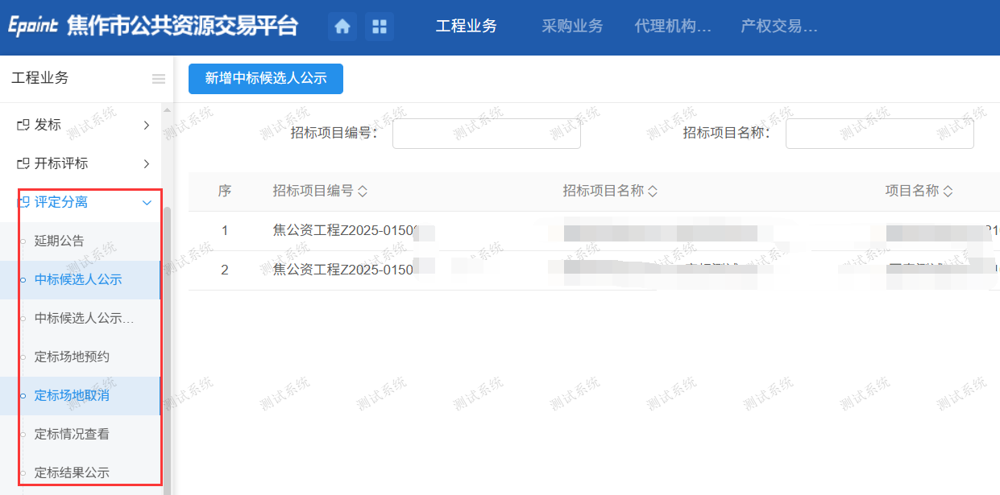 Epoint 焦作市公共资源交易平台
工程业务
采购业务
代理机构...
产权交易...
工程业务
新增中标候选人公示
发标
开标评标
评定分离
延期公告
中标候选人公示
中标候选人公示...
定标场地预约
定标场地取消
定标情况查看
定标结果公示
招标项目编号：
招标项目名称：
序 招标项目编号 招标项目名称 项目名称
1 焦公资工程Z2025-0150
2 焦公资工程Z2025-0150
测试系统